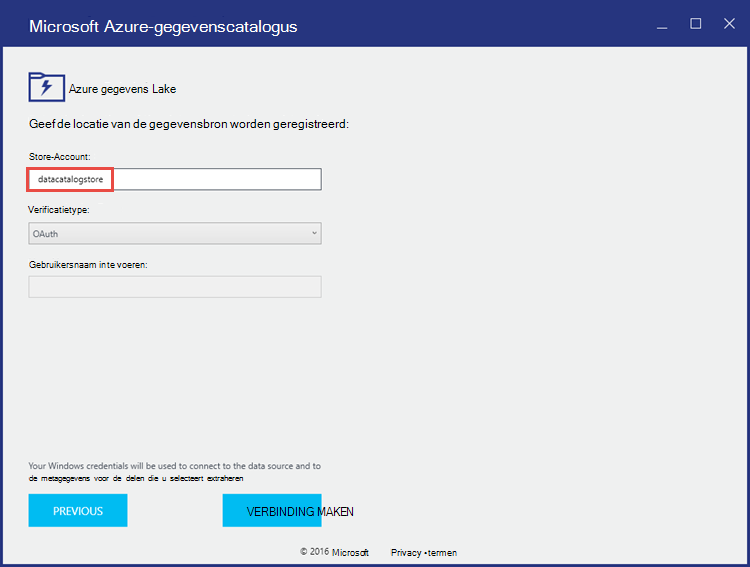 Microsoft Azure-gegevenscatalogus
Azure gegevens Lake
Geef de locatie van de gegevensbron worden geregistreerd:
Store-Account:
datacatalogstore
Verificatietype:
OAuth
Gebruikersnaam in te voeren:
Your Windows credentials will be used to connect to the data source and to
de metagegevens voor de delen die u selecteert extraheren
PREVIOUS VERBINDING MAKEN
© 2016 Microsoft Privacy •termen